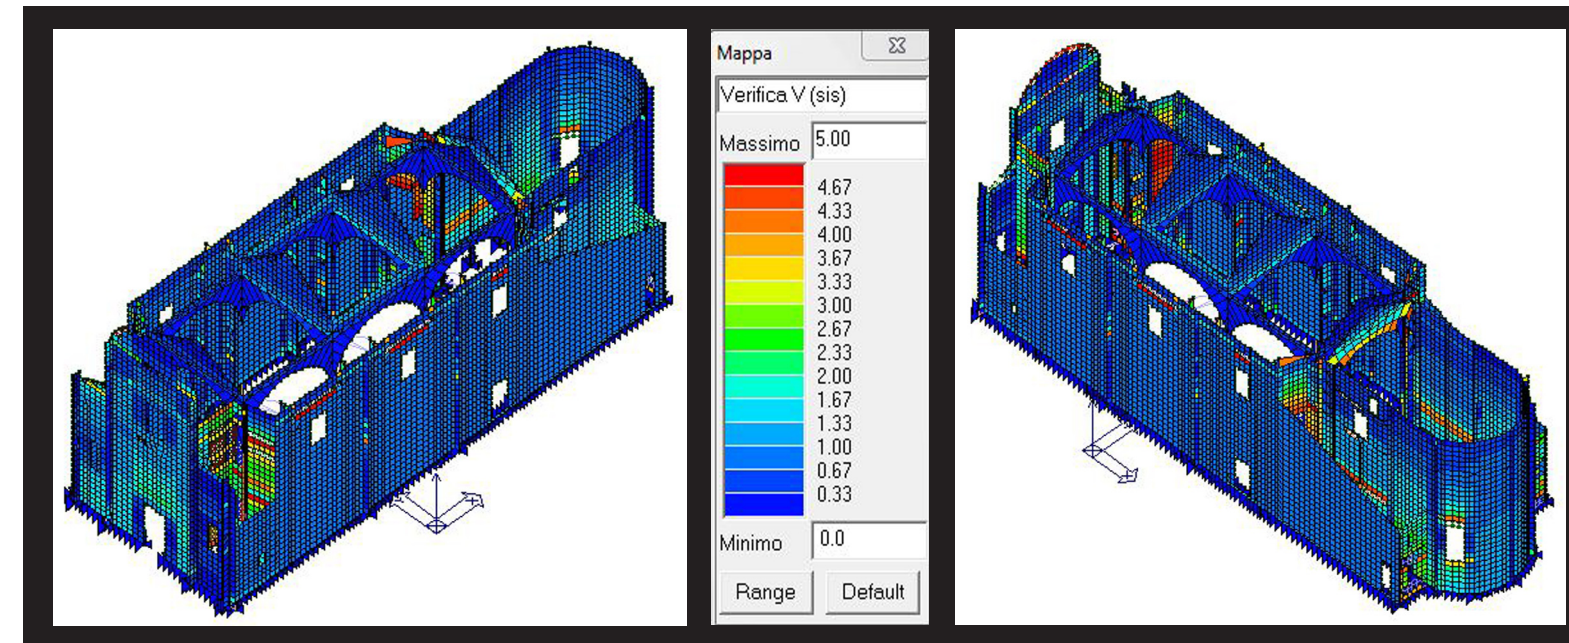 Mappa
Verifica V (sis)
Massimo 5.00
4.67
4.33
4.00
3.67
3.33
3.00
2.67
2.33
2.00
1.67
1.33
1.00
0.67
0.33
Minimo 0.0
Range Default